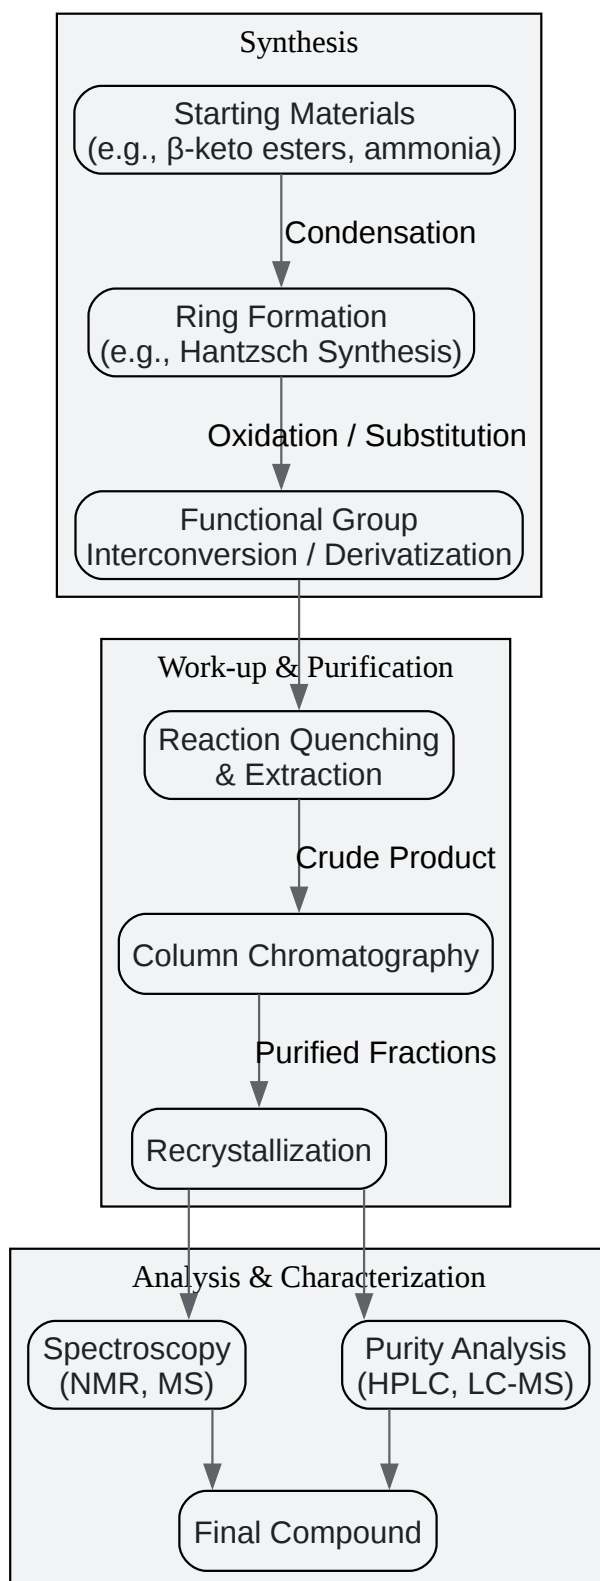 Synthesis
Starting Materials
(e.g., β-keto esters, ammonia)
Condensation
Ring Formation
(e.g., Hantzsch Synthesis)
Oxidation / Substitution
Functional Group
Interconversion / Derivatization
Work-up & Purification
Reaction Quenching
& Extraction
Crude Product
Column Chromatography
Purified Fractions
Recrystallization
Analysis & Characterization
Spectroscopy
(NMR, MS)
Purity Analysis
(HPLC, LC-MS)
Final Compound